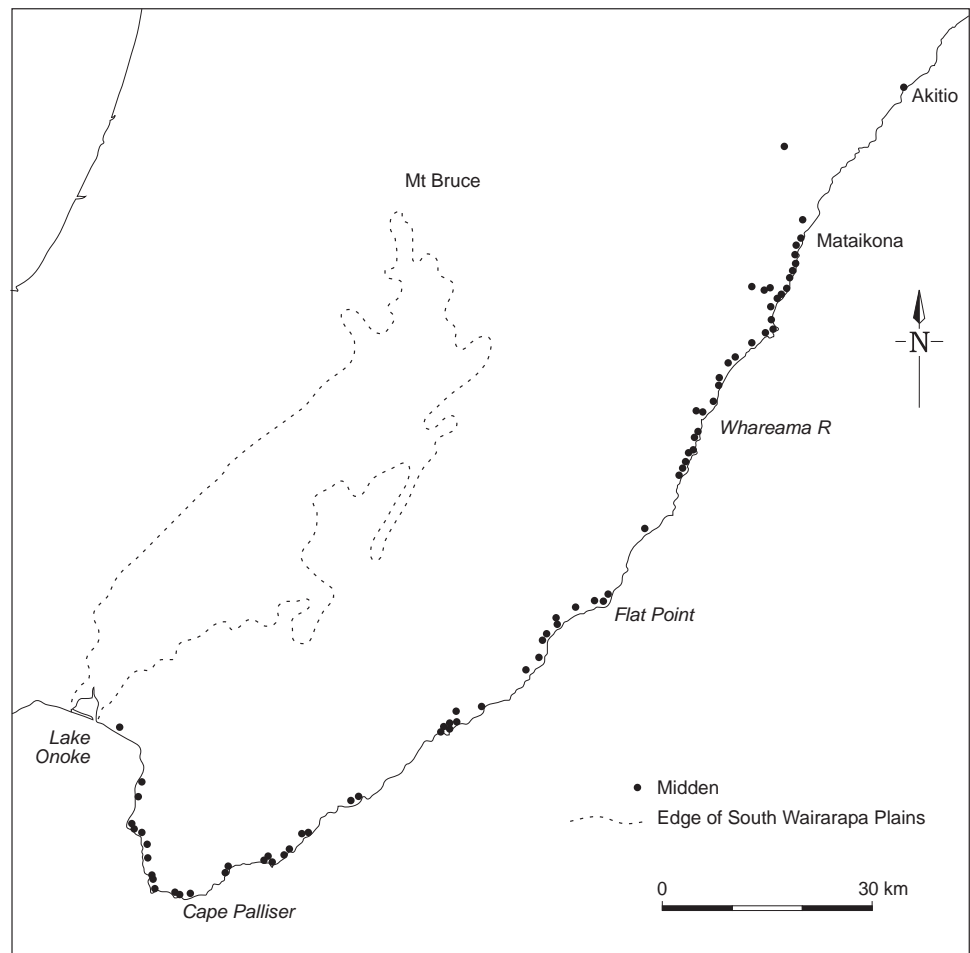 Akitio
Mt Bruce
Mataikona
N
Whareama R
Flat Point
Lake
Onoke
Midden
Edge of South Wairarapa Plains
0 30 km
Cape Palliser